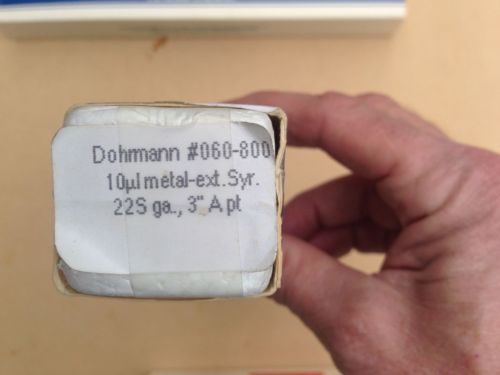 Dohrmann #060-800
10µl metal-ext. Syr.
22S ga., 3" A pt